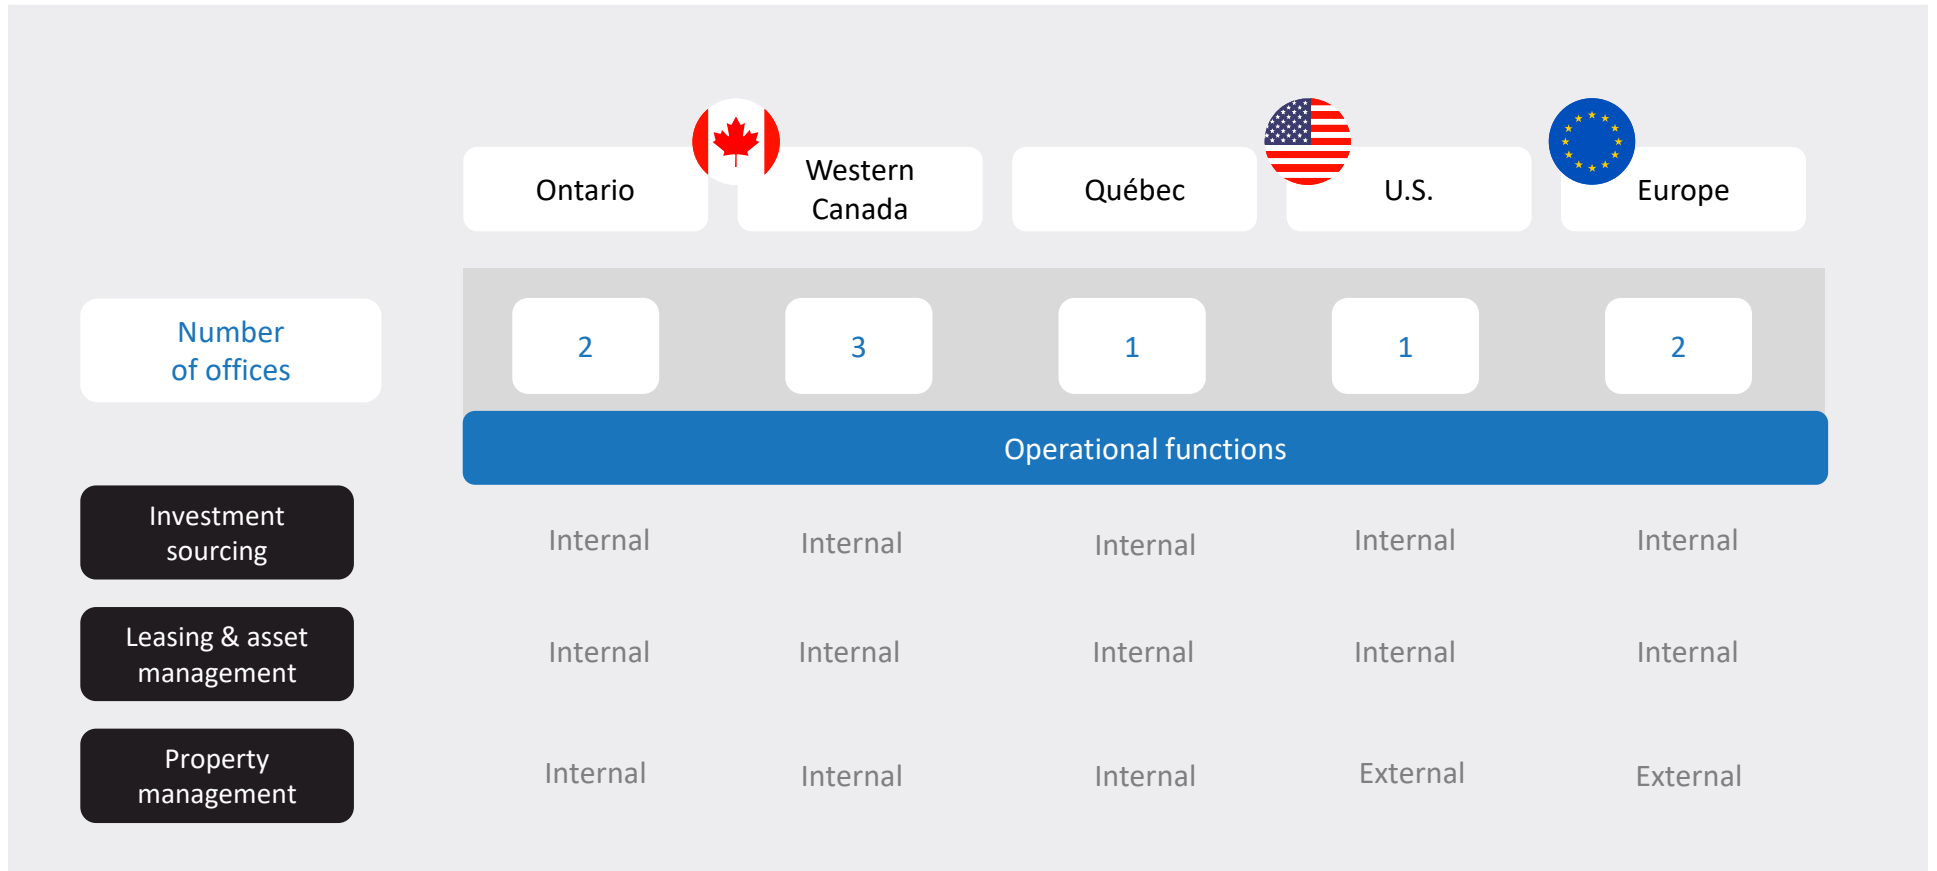 Ontario
Western
Canada
Québec
U.S.
Europe
Number
of offices
2
3
1
1
2
Operational functions
Investment
sourcing
Internal
Internal
Internal
Internal
Internal
Leasing & asset
management
Internal
Internal
Internal
Internal
Internal
Property
management
Internal
Internal
Internal
External
External